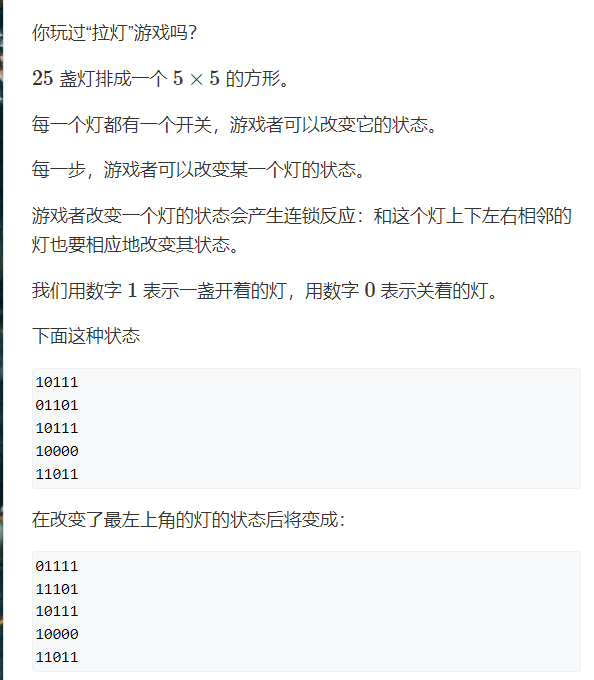 你玩过“拉灯”游戏吗？
25 盏灯排成一个 5 × 5 的方形。
每一个灯都有一个开关，游戏者可以改变它的状态。
每一步，游戏者可以改变某一个灯的状态。
游戏者改变一个灯的状态会产生连锁反应：和这个灯上下左右相邻的
灯也要相应地改变其状态。
我们用数字 1 表示一盏开着的灯，用数字 0 表示关着的灯。
下面这种状态
10111
01101
10111
10000
11011
在改变了最左上角的灯的状态后将变成：
01111
11101
10111
10000
11011